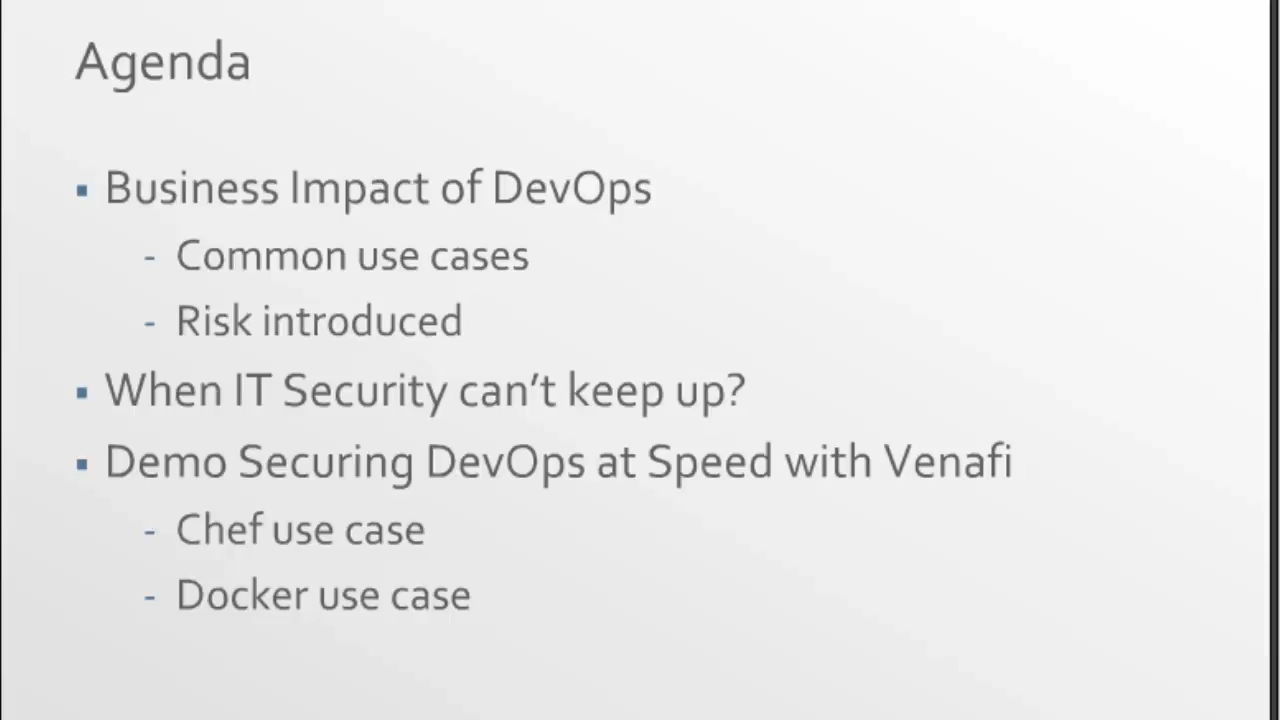 Agenda
▪ Business Impact of DevOps
- Common use cases
- Risk introduced
▪ When IT Security can’t keep up?
▪ Demo Securing DevOps at Speed with Venafi
- Chef use case
- Docker use case